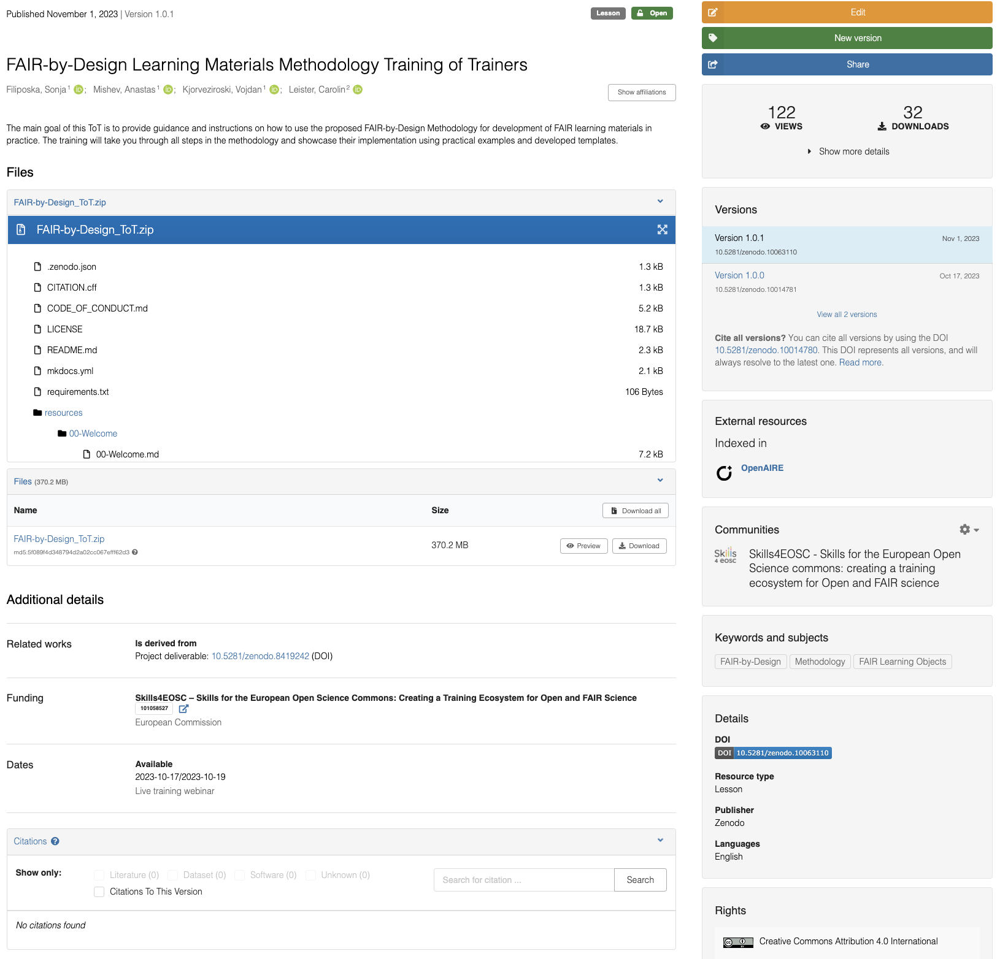 Published November 1, 2023 | Version 1.0.1
Lesson
Open
FAIR-by-Design Learning Materials Methodology Training of Trainers
Filiposka, Sonja 1 iD; Mishev, Anastas 1 iD; Kjorveziroski, Vojdan 1 iD; Leister, Carolin 2 iD
Show affiliations
The main goal of this ToT is to provide guidance and instructions on how to use the proposed FAIR-by-Design Methodology for development of FAIR learning materials in
practice. The training will take you through all steps in the methodology and showcase their implementation using practical examples and developed templates.
Files
FAIR-by-Design_ToT.zip
FAIR-by-Design_ToT.zip
.zenodo.json 1.3 kB
CITATION.cff 1.3 kB
CODE_OF_CONDUCT.md 5.2 kB
LICENSE 18.7 kB
README.md 2.3 kB
mkdocs.yml 2.1 kB
requirements.txt 106 Bytes
resources
00-Welcome
00-Welcome.md 7.2 kB
Files (370.2 MB)
Name Size Download all
FAIR-by-Design_ToT.zip 370.2 MB Preview Download
md5:5f089f4d348794d2a02cc067efff62d3
Additional details
Related works
Is derived from
Project deliverable: 10.5281/zenodo.8419242 (DOI)
Funding
Skills4EOSC – Skills for the European Open Science Commons: Creating a Training Ecosystem for Open and FAIR Science
101058527
European Commission
Dates
Available
2023-10-17/2023-10-19
Live training webinar
Citations ?
Show only: Literature (0) Dataset (0) Software (0) Unknown (0)
Citations To This Version
Search for citation ... Search
No citations found
Edit
New version
Share
122
VIEWS
32
DOWNLOADS
Show more details
Versions
Version 1.0.1 Nov 1, 2023
10.5281/zenodo.10063110
Version 1.0.0 Oct 17, 2023
10.5281/zenodo.10014781
View all 2 versions
Cite all versions? You can cite all versions by using the DOI
10.5281/zenodo.10014780. This DOI represents all versions, and will
always resolve to the latest one. Read more.
External resources
Indexed in
OpenAIRE
Communities
Skills
4 eosc
Skills4EOSC - Skills for the European Open
Science commons: creating a training
ecosystem for Open and FAIR science
Keywords and subjects
FAIR-by-Design Methodology FAIR Learning Objects
Details
DOI
DOI 10.5281/zenodo.10063110
Resource type
Lesson
Publisher
Zenodo
Languages
English
Rights
cc BY Creative Commons Attribution 4.0 International